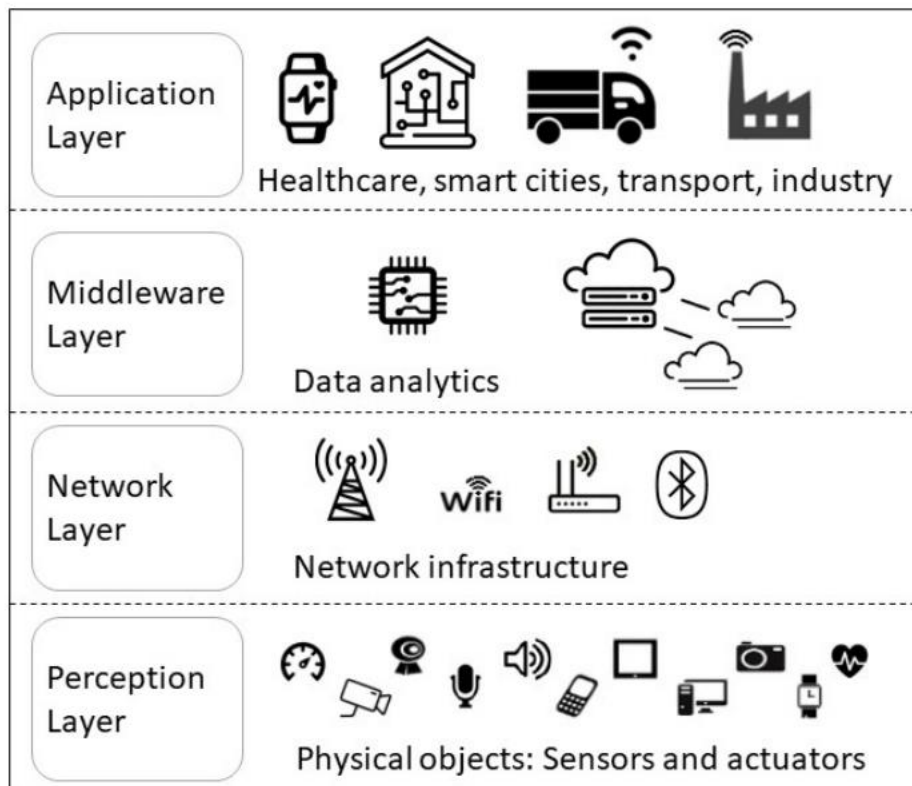 Application
Layer
Healthcare, smart cities, transport, industry
Middleware
Layer
Data analytics
Network
Layer
Wifi
Network infrastructure
Perception
Layer
Physical objects: Sensors and actuators